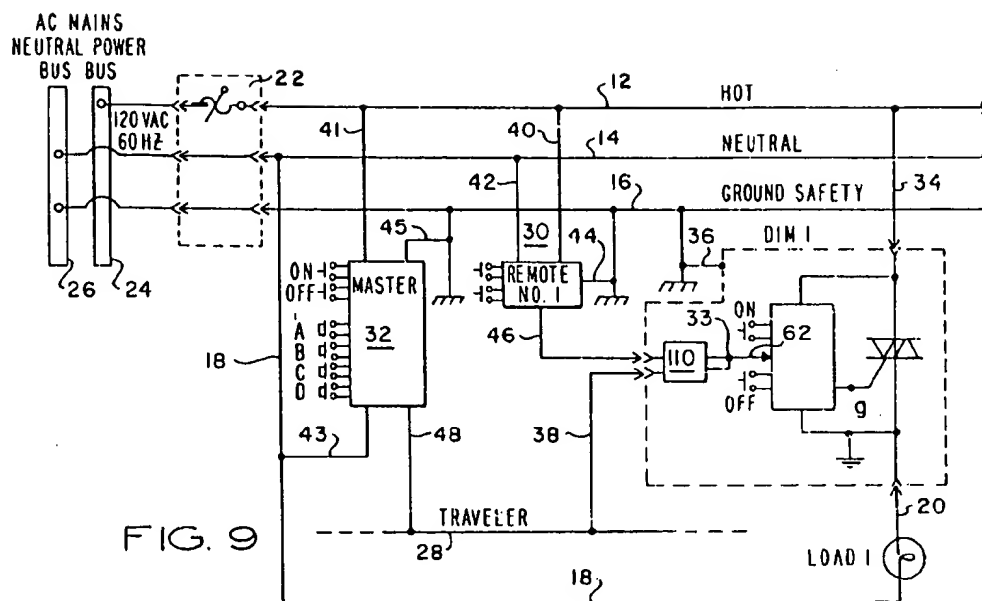 AC MAINS
NEUTRAL POWER
BUS BUS
22
120 VAC
60 HZ
12
HOT
41
40
14
NEUTRAL
42
34
16
GROUND SAFETY
45
30
44
36
DIM 1
26
24
ON
OFF
MASTER
REMOTE
NO. 1
A
B
C
D
32
46
33
ON
62
110
OFF
g
18
43
48
38
20
FIG. 9
TRAVELER
28
LOAD 1
18